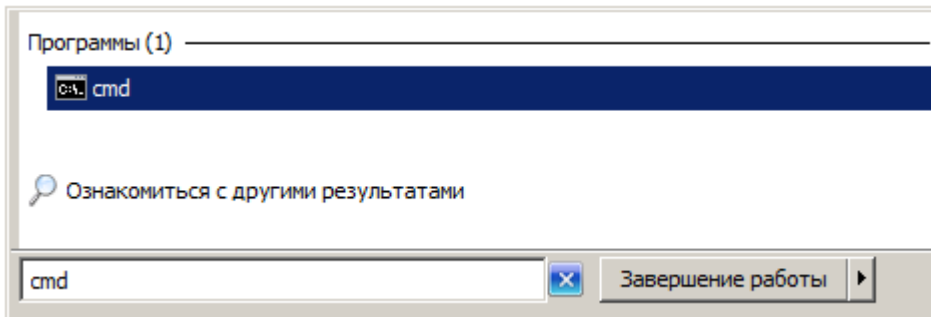 Программы (1)
C:\. cmd
Ознакомиться с другими результатами
cmd
Завершение работы